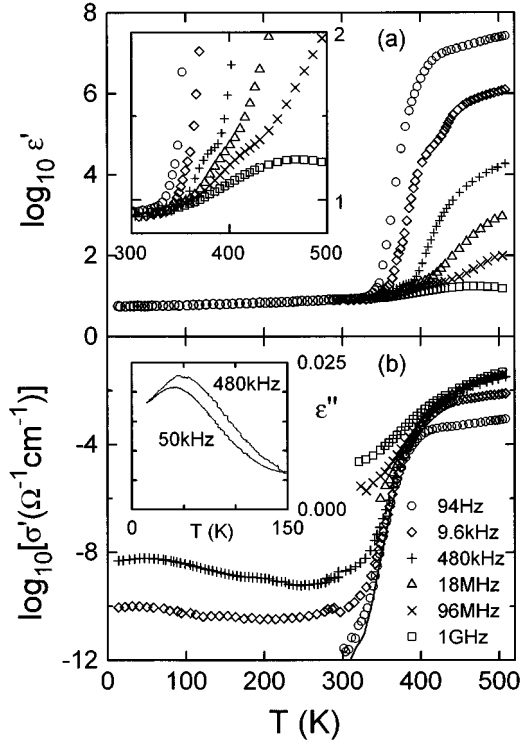 8
6
4
2
0
log₁₀ ε'
(a)
2
1
300
400
500
(b)
0.025
480kHz
50kHz
ε''
0.000
0
150
T (K)
-4
-8
-12
log₁₀[σ'(Ω⁻¹cm⁻¹)]
94Hz
9.6kHz
480kHz
18MHz
96MHz
1GHz
0
100
200
300
400
500
T (K)